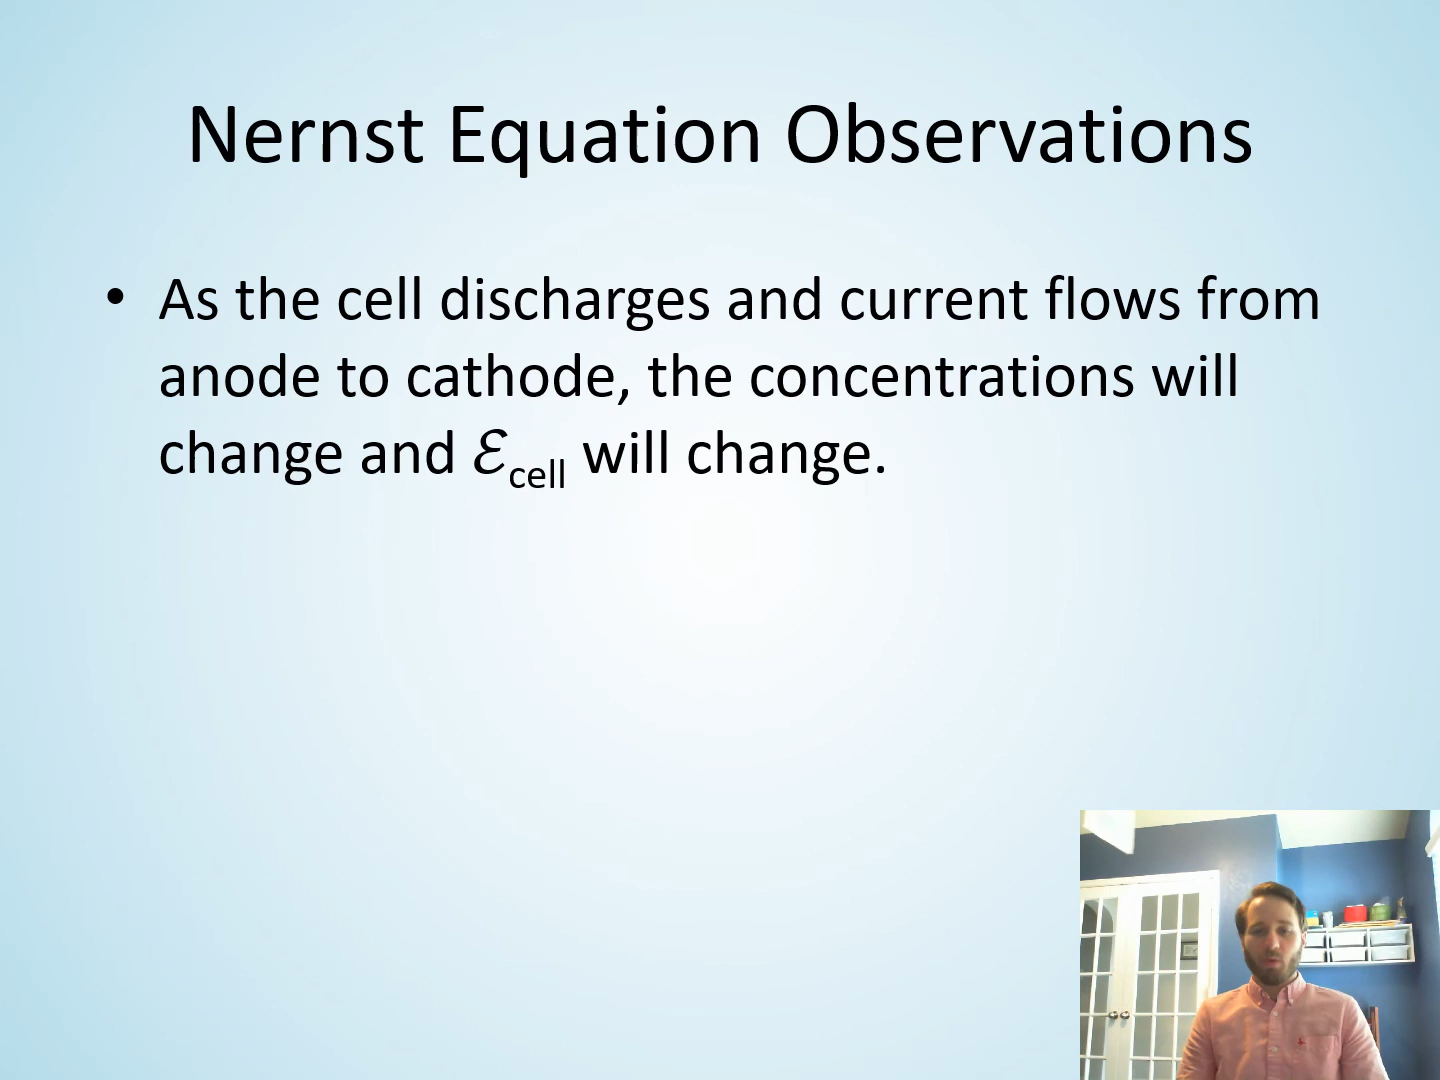 Nernst Equation Observations
• As the cell discharges and current flows from
anode to cathode, the concentrations will
change and ℰcell will change.